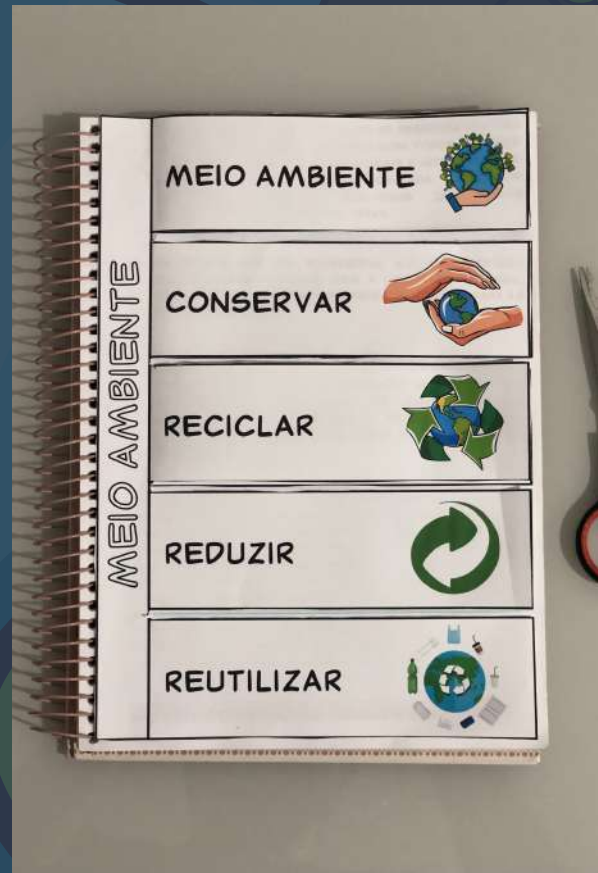 MEIO AMBIENTE
MEIO AMBIENTE
CONSERVAR
RECICLAR
REDUZIR
REUTILIZAR